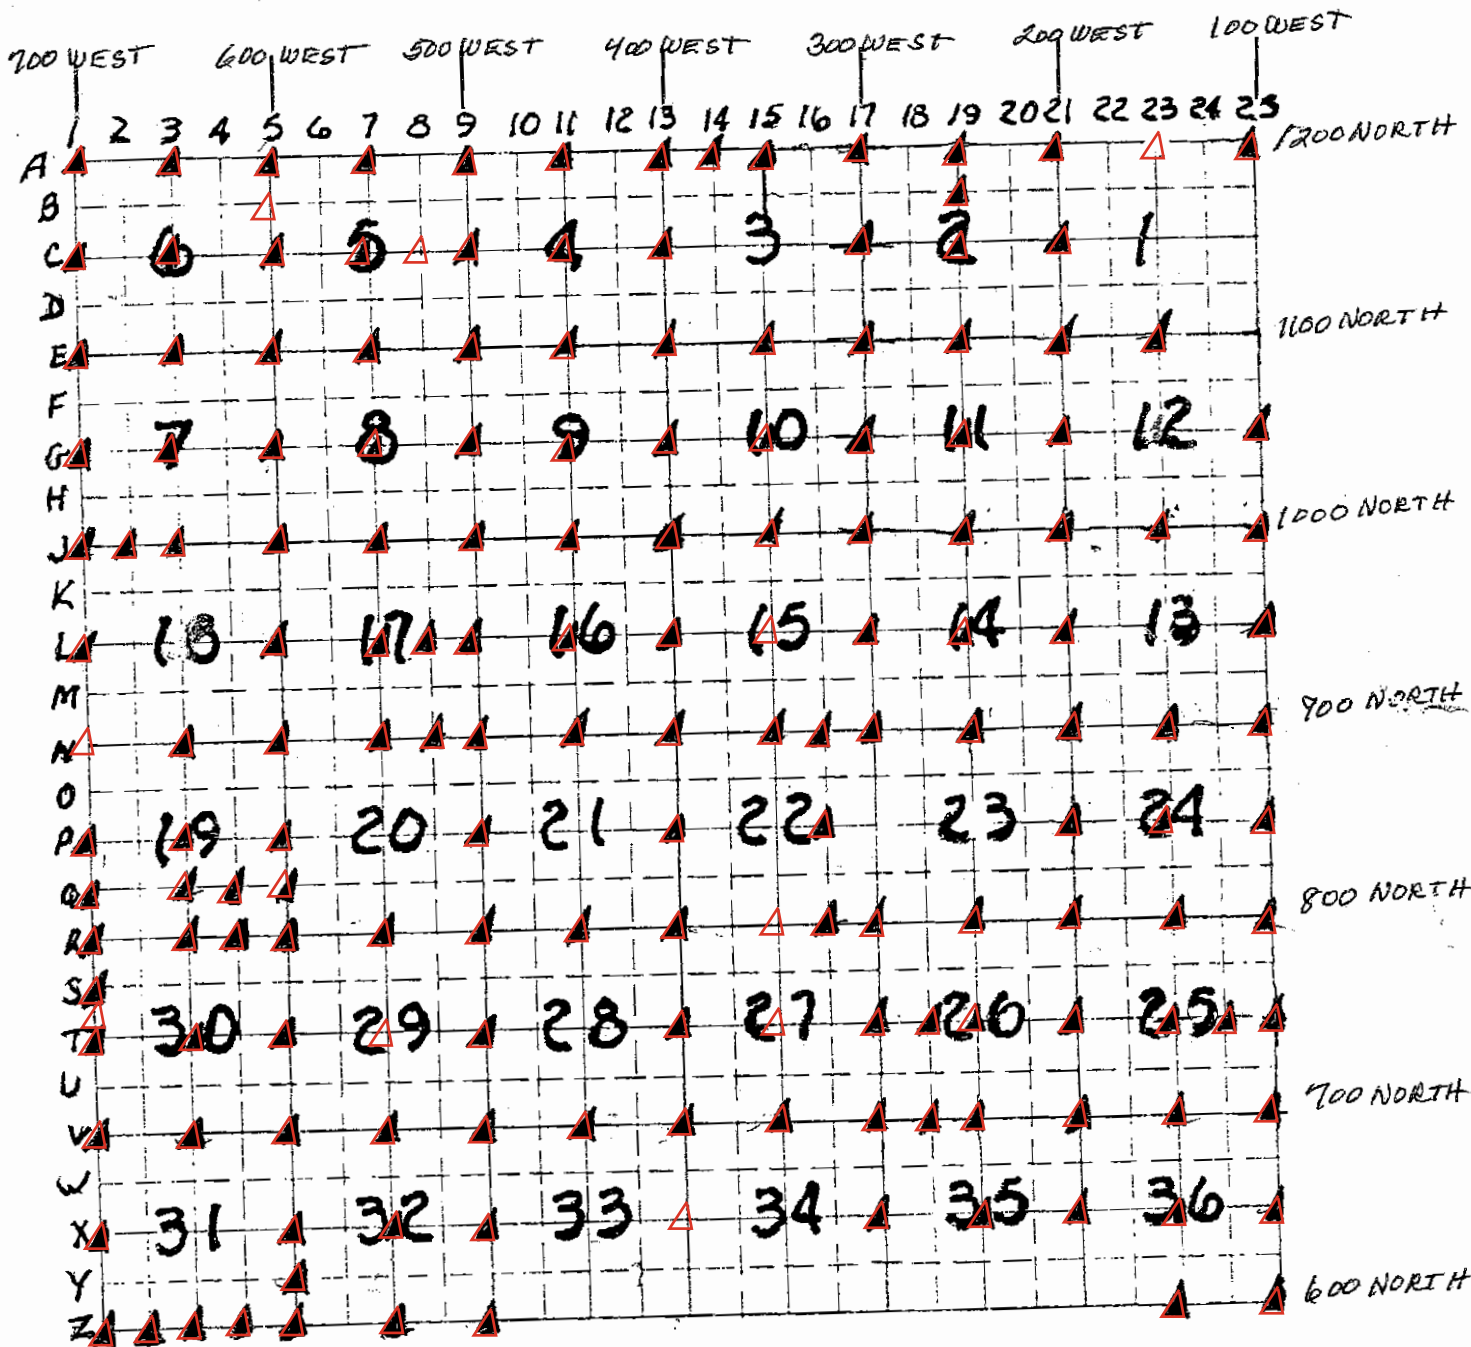 700 WEST 600 WEST 500 WEST 400 WEST 300 WEST 200 WEST 100 WEST
1 2 3 4 5 6 7 8 9 10 11 12 13 14 15 16 17 18 19 20 21 22 23 24 25
A 1200 NORTH
B
C 6 5 4 3 2 1
D
E 1100 NORTH
F
G 7 8 9 10 11 12
H
J 1000 NORTH
K
L 18 17 16 15 14 13
M
N 900 NORTH
O
P 19 20 21 22 23 24
Q
R 800 NORTH
S
T 30 29 28 27 26 25
U
V 700 NORTH
W
X 31 32 33 34 35 36
Y
Z 600 NORTH